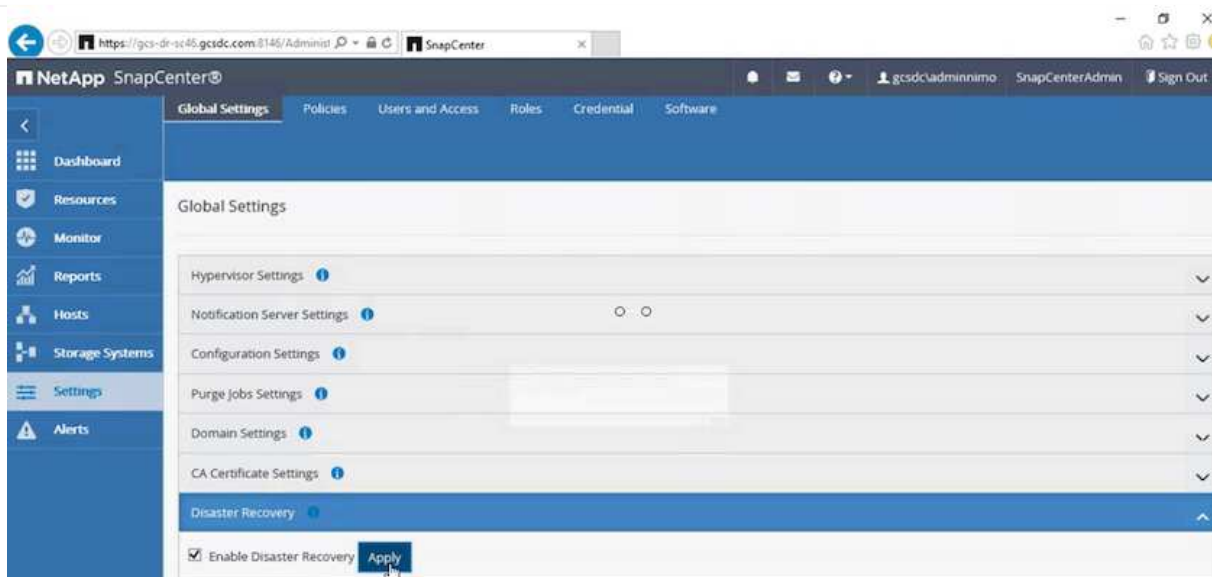 https://gcs-dr-sc46.gcsdc.com:8146/Administ SnapCenter
NetApp SnapCenter® gcsdc\adminnimo SnapCenterAdmin Sign Out
Global Settings Policies Users and Access Roles Credential Software
Dashboard
Resources
Global Settings
Monitor
Reports
Hypervisor Settings
Hosts
Notification Server Settings
Storage Systems
Configuration Settings
Settings
Purge Jobs Settings
Alerts
Domain Settings
CA Certificate Settings
Disaster Recovery
Enable Disaster Recovery Apply